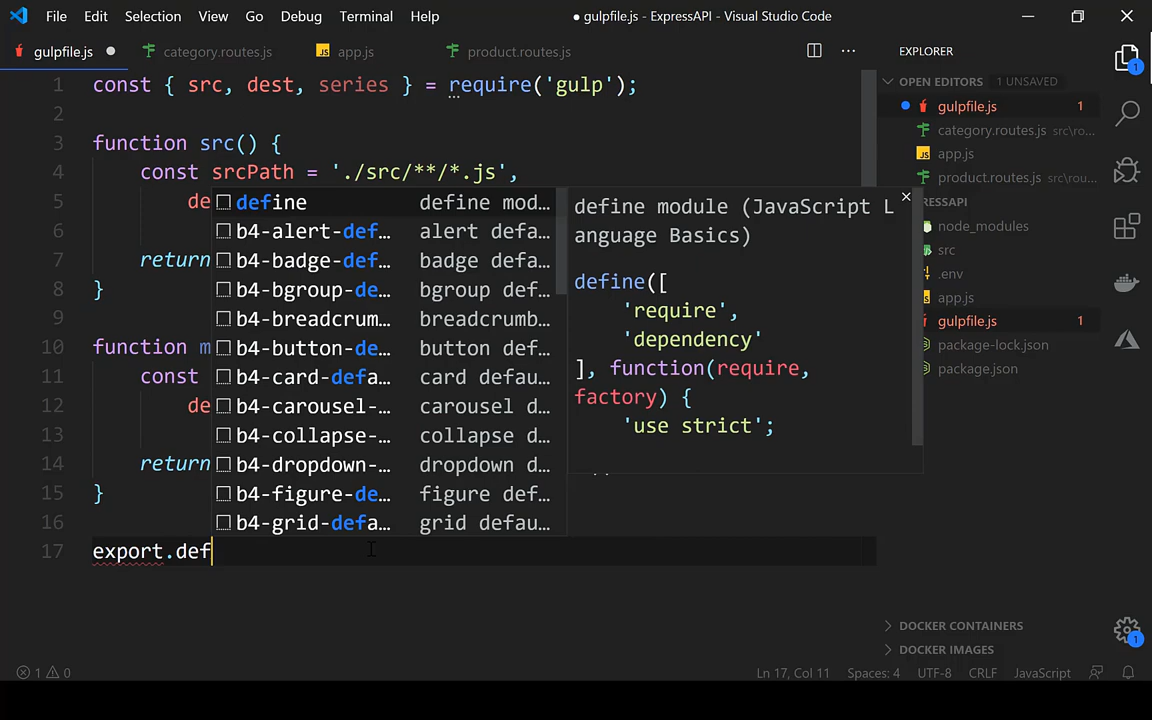 File Edit Selection View Go Debug Terminal Help
● gulpfile.js - ExpressAPI - Visual Studio Code
gulpfile.js category.routes.js JS app.js product.routes.js
EXPLORER
1 const { src, dest, series } = require('gulp');
2
3 function src() {
4 const srcPath = './src/**/*.js',
5 de
6
7 return
8 }
9
10 function m
11 const
12 de
13
14 return
15 }
16
17 export.def
define define mod...
b4-alert-def... alert defa...
b4-badge-def... badge defa...
b4-bgroup-de... bgroup def...
b4-breadcrum... breadcrumb...
b4-button-de... button def...
b4-card-defa... card defau...
b4-carousel-... carousel d...
b4-collapse-... collapse d...
b4-dropdown-... dropdown d...
b4-figure-de... figure def...
b4-grid-defa... grid defau...
define module (JavaScript L
anguage Basics)
define([
'require',
'dependency'
], function(require,
factory) {
'use strict';
OPEN EDITORS 1 UNSAVED
gulpfile.js 1
category.routes.js src\ro...
JS app.js
product.routes.js src\rou...
RESSAPI
node_modules
src
.env
app.js
gulpfile.js 1
package-lock.json
package.json
DOCKER CONTAINERS
DOCKER IMAGES
1
1
1 0
Ln 17, Col 11 Spaces: 4 UTF-8 CRLF JavaScript